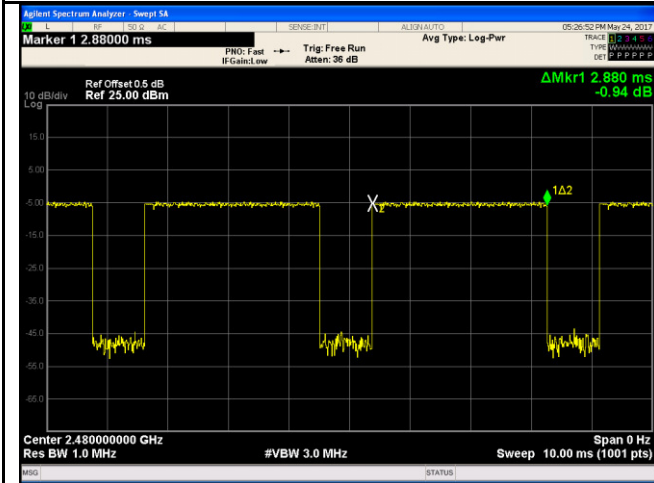 Agilent Spectrum Analyzer - Swept SA
L RF 50 Ω AC SENSE:INT ALIGNAUTO 05:26:52 PM May 24, 2017
Marker 1 2.88000 ms
PNO: Fast
IFGain:Low
Trig: Free Run
Atten: 36 dB
Avg Type: Log-Pwr
TRACE 1 2 3 4 5 6
TYPE WWWWWW
DET P P P P P P
ΔMkr1 2.880 ms
-0.94 dB
Ref Offset 0.5 dB
10 dB/div Ref 25.00 dBm
Log
15.0
5.00
-5.00
-15.0
-25.0
-35.0
-45.0
-55.0
-65.0
1Δ2
2
Center 2.480000000 GHz Span 0 Hz
Res BW 1.0 MHz #VBW 3.0 MHz Sweep 10.00 ms (1001 pts)
MSG STATUS